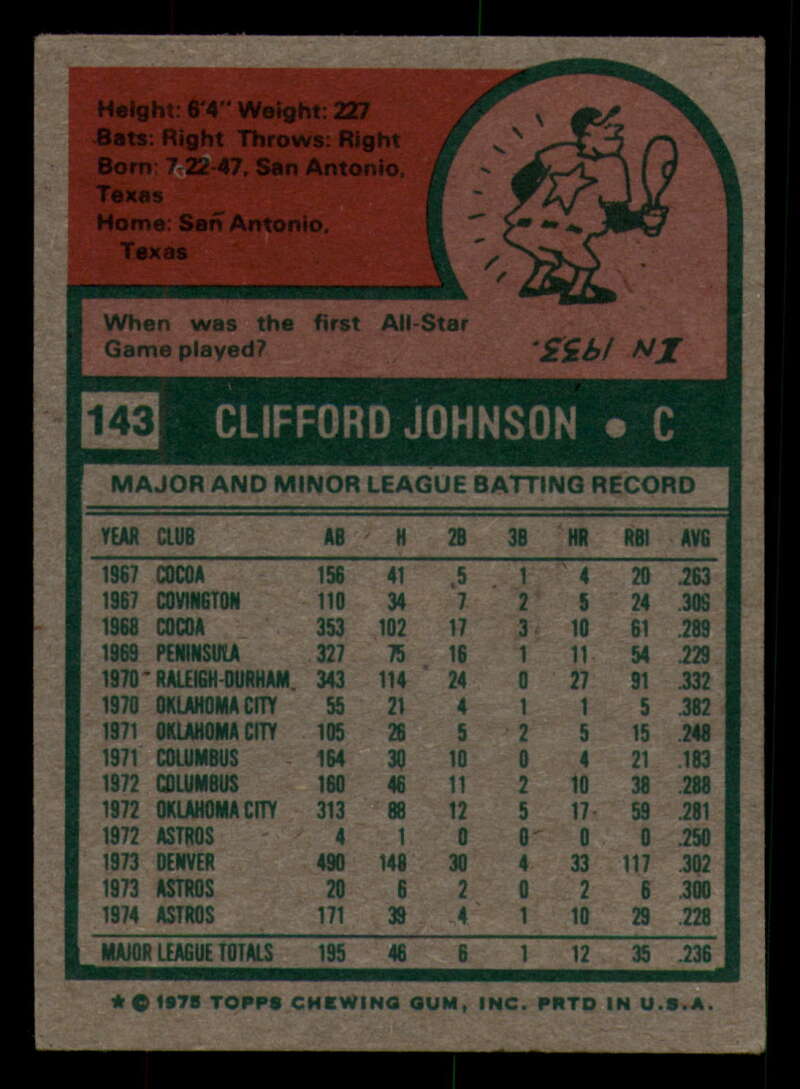 Height: 6'4" Weight: 227
Bats: Right Throws: Right
Born: 7-22-47, San Antonio,
Texas
Home: San Antonio,
Texas
When was the first All-Star
Game played?
IN 1933.
143 CLIFFORD JOHNSON • C
MAJOR AND MINOR LEAGUE BATTING RECORD
YEAR CLUB AB H 2B 3B HR RBI AVG
1967 COCOA 156 41 5 1 4 20 .263
1967 COVINGTON 110 34 7 2 5 24 .309
1968 COCOA 353 102 17 3 10 61 .289
1969 PENINSULA 327 75 16 1 11 54 .229
1970 RALEIGH-DURHAM 343 114 24 0 27 91 .332
1970 OKLAHOMA CITY 55 21 4 1 1 5 .382
1971 OKLAHOMA CITY 105 26 5 2 5 15 .248
1971 COLUMBUS 164 30 10 0 4 21 .183
1972 COLUMBUS 160 46 11 2 10 38 .288
1972 OKLAHOMA CITY 313 88 12 5 17 59 .281
1972 ASTROS 4 1 0 0 0 0 .250
1973 DENVER 490 148 30 4 33 117 .302
1973 ASTROS 20 6 2 0 2 6 .300
1974 ASTROS 171 39 4 1 10 29 .228
MAJOR LEAGUE TOTALS 195 46 6 1 12 35 .236
★ © 1975 TOPPS CHEWING GUM, INC. PRTD IN U.S.A.